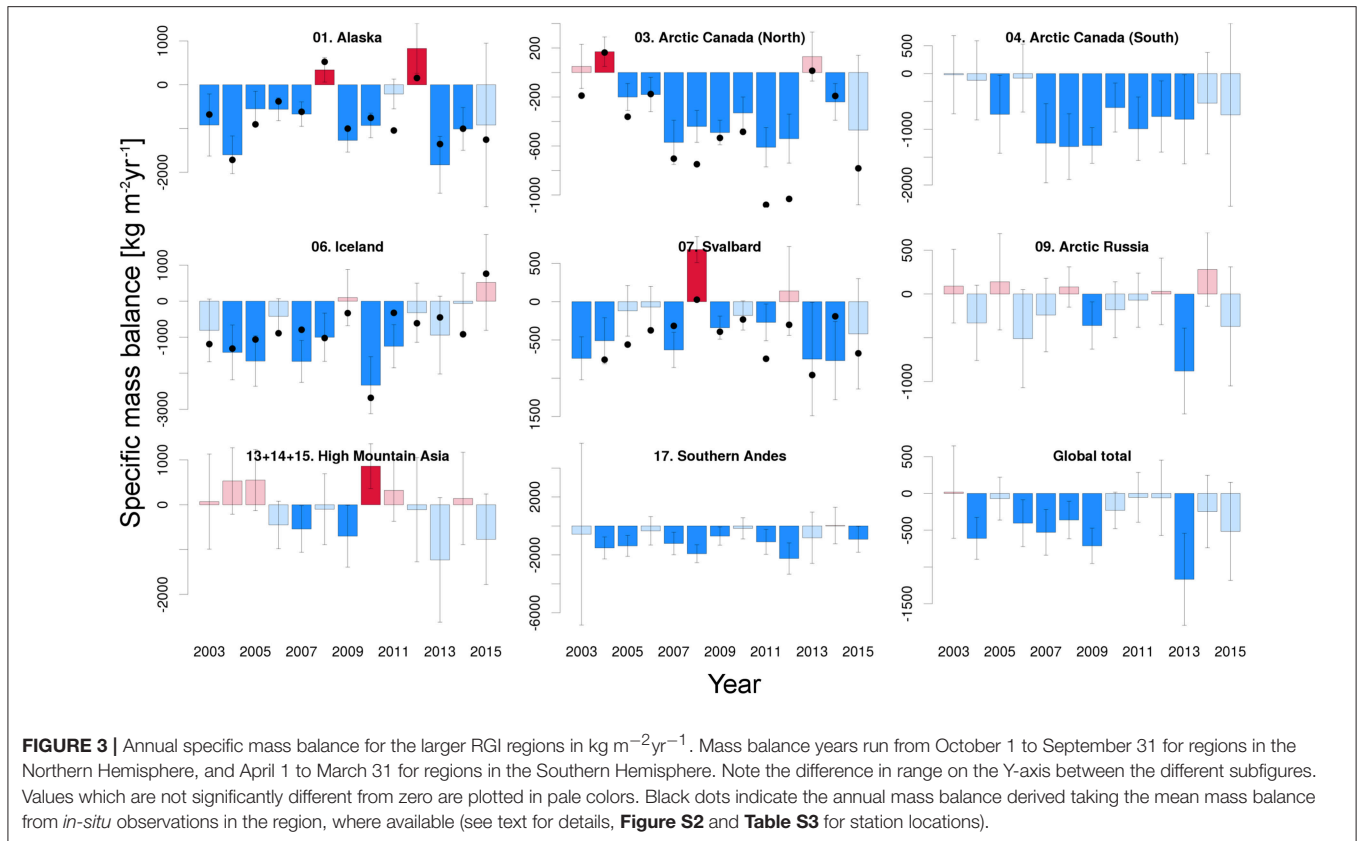 Specific mass balance [kg m-2yr-1]
01. Alaska
1000
0
-2000
03. Arctic Canada (North)
200
-200
-600
-1000
04. Arctic Canada (South)
500
0
-1000
-2000
06. Iceland
1000
-1000
-3000
07. Svalbard
500
0
-500
1500
09. Arctic Russia
500
0
-1000
13+14+15. High Mountain Asia
1000
0
-2000
17. Southern Andes
2000
-2000
-6000
Global total
500
0
-500
-1500
2003 2005 2007 2009 2011 2013 2015 2003 2005 2007 2009 2011 2013 2015 2003 2005 2007 2009 2011 2013 2015
Year
FIGURE 3 | Annual specific mass balance for the larger RGI regions in kg m−2yr−1. Mass balance years run from October 1 to September 31 for regions in the
Northern Hemisphere, and April 1 to March 31 for regions in the Southern Hemisphere. Note the difference in range on the Y-axis between the different subfigures.
Values which are not significantly different from zero are plotted in pale colors. Black dots indicate the annual mass balance derived taking the mean mass balance
from in-situ observations in the region, where available (see text for details, Figure S2 and Table S3 for station locations).